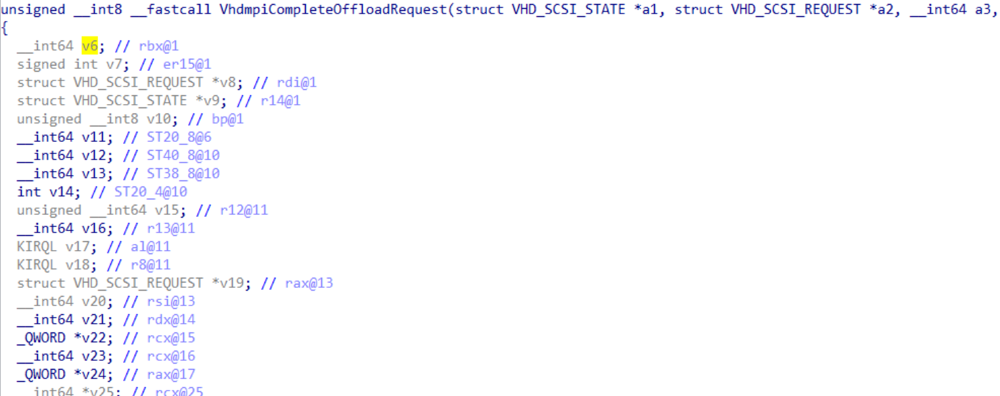 unsigned __int8 __fastcall VhdmpiCompleteOffloadRequest(struct VHD_SCSI_STATE *a1, struct VHD_SCSI_REQUEST *a2, __int64 a3,
{
__int64 v6; // rbx@1
signed int v7; // er15@1
struct VHD_SCSI_REQUEST *v8; // rdi@1
struct VHD_SCSI_STATE *v9; // r14@1
unsigned __int8 v10; // bp@1
__int64 v11; // ST20_8@6
__int64 v12; // ST40_8@10
__int64 v13; // ST38_8@10
int v14; // ST20_4@10
unsigned __int64 v15; // r12@11
__int64 v16; // r13@11
KIRQL v17; // al@11
KIRQL v18; // r8@11
struct VHD_SCSI_REQUEST *v19; // rax@13
__int64 v20; // rsi@13
__int64 v21; // rdx@14
_QWORD *v22; // rcx@15
__int64 v23; // rcx@16
_QWORD *v24; // rax@17
__int64 *v25; // rcx@25